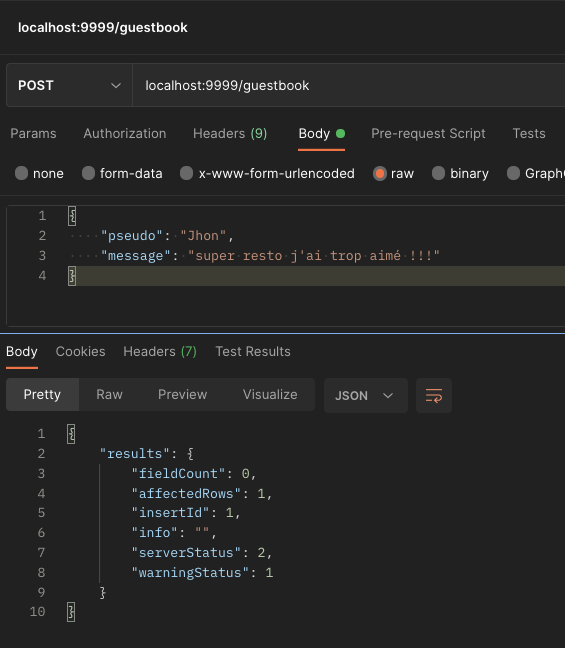 localhost:9999/guestbook
POST localhost:9999/guestbook
Params Authorization Headers (9) Body Pre-request Script Tests
none form-data x-www-form-urlencoded raw binary GraphQ
1 {
2 "pseudo": "Jhon",
3 "message": "super resto j'ai trop aimé !!!"
4 }
Body Cookies Headers (7) Test Results
Pretty Raw Preview Visualize JSON
1 {
2 "results": {
3 "fieldCount": 0,
4 "affectedRows": 1,
5 "insertId": 1,
6 "info": "",
7 "serverStatus": 2,
8 "warningStatus": 1
9 }
10 }